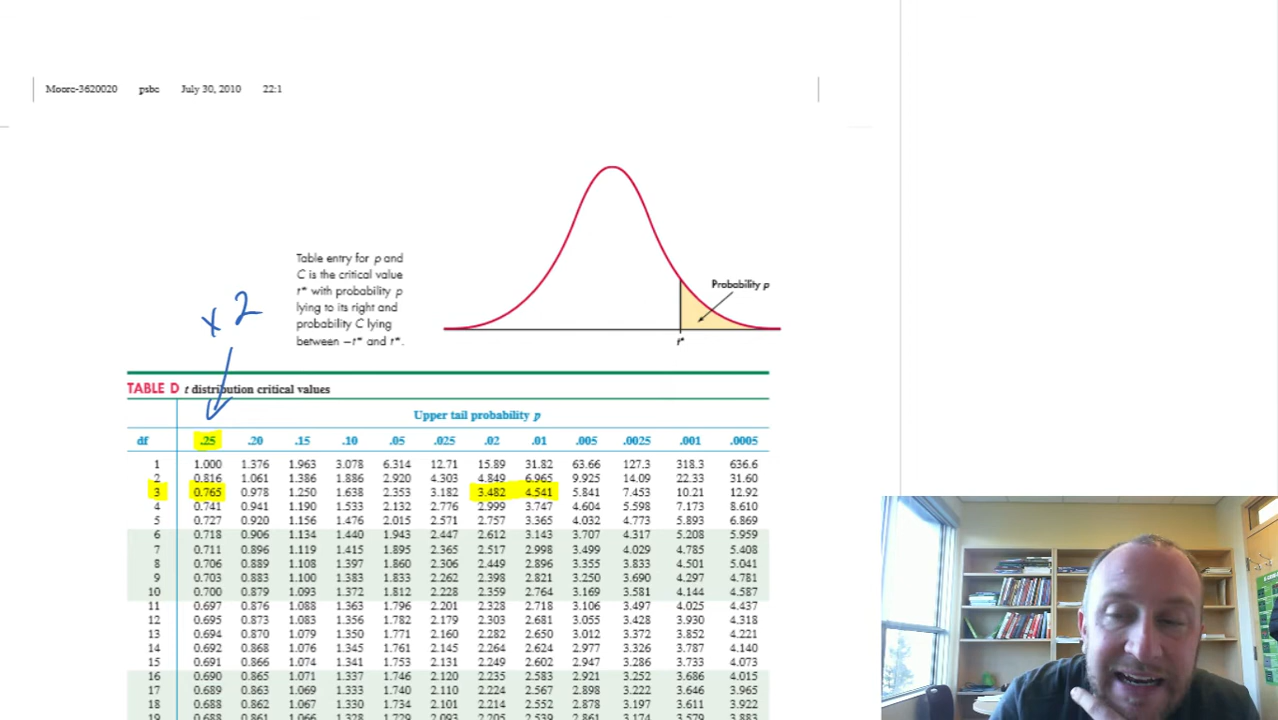 Moore-3620020 psbe July 30, 2010 22:1
Table entry for p and
C is the critical value
t* with probability p
lying to its right and
probability C lying
between −t* and t*.
Probability p
t*
x 2
TABLE D t distribution critical values
Upper tail probability p
df .25 .20 .15 .10 .05 .025 .02 .01 .005 .0025 .001 .0005
1 1.000 1.376 1.963 3.078 6.314 12.71 15.89 31.82 63.66 127.3 318.3 636.6
2 0.816 1.061 1.386 1.886 2.920 4.303 4.849 6.965 9.925 14.09 22.33 31.60
3 0.765 0.978 1.250 1.638 2.353 3.182 3.482 4.541 5.841 7.453 10.21 12.92
4 0.741 0.941 1.190 1.533 2.132 2.776 2.999 3.747 4.604 5.598 7.173 8.610
5 0.727 0.920 1.156 1.476 2.015 2.571 2.757 3.365 4.032 4.773 5.893 6.869
6 0.718 0.906 1.134 1.440 1.943 2.447 2.612 3.143 3.707 4.317 5.208 5.959
7 0.711 0.896 1.119 1.415 1.895 2.365 2.517 2.998 3.499 4.029 4.785 5.408
8 0.706 0.889 1.108 1.397 1.860 2.306 2.449 2.896 3.355 3.833 4.501 5.041
9 0.703 0.883 1.100 1.383 1.833 2.262 2.398 2.821 3.250 3.690 4.297 4.781
10 0.700 0.879 1.093 1.372 1.812 2.228 2.359 2.764 3.169 3.581 4.144 4.587
11 0.697 0.876 1.088 1.363 1.796 2.201 2.328 2.718 3.106 3.497 4.025 4.437
12 0.695 0.873 1.083 1.356 1.782 2.179 2.303 2.681 3.055 3.428 3.930 4.318
13 0.694 0.870 1.079 1.350 1.771 2.160 2.282 2.650 3.012 3.372 3.852 4.221
14 0.692 0.868 1.076 1.345 1.761 2.145 2.264 2.624 2.977 3.326 3.787 4.140
15 0.691 0.866 1.074 1.341 1.753 2.131 2.249 2.602 2.947 3.286 3.733 4.073
16 0.690 0.865 1.071 1.337 1.746 2.120 2.235 2.583 2.921 3.252 3.686 4.015
17 0.689 0.863 1.069 1.333 1.740 2.110 2.224 2.567 2.898 3.222 3.646 3.965
18 0.688 0.862 1.067 1.330 1.734 2.101 2.214 2.552 2.878 3.197 3.611 3.922
19 0.688 0.861 1.066 1.328 1.729 2.093 2.205 2.539 2.861 3.174 3.579 3.883